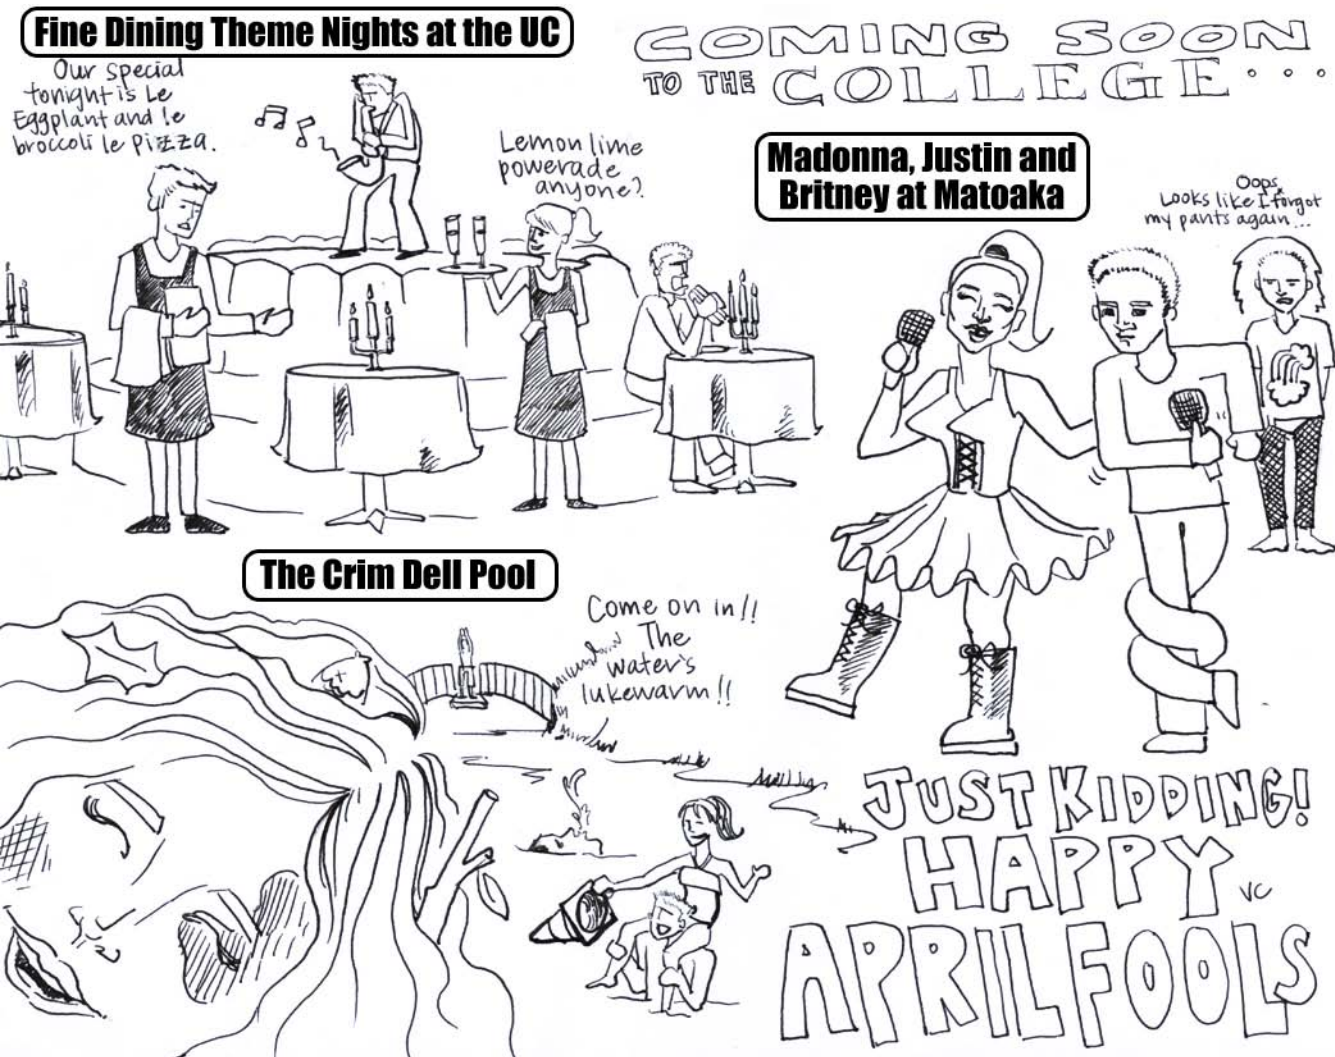 Fine Dining Theme Nights at the UC
Our special
tonight is Le
Eggplant and le
broccoli le pizza.
Lemon lime
powerade
anyone?
COMING SOON
TO THE COLLEGE...
Madonna, Justin and
Britney at Matoaka
Oops,
Looks like I forgot
my pants again...
The Crim Dell Pool
Come on in!!
The
water's
lukewarm!!
JUST KIDDING!
HAPPY
VC
APRIL FOOLS